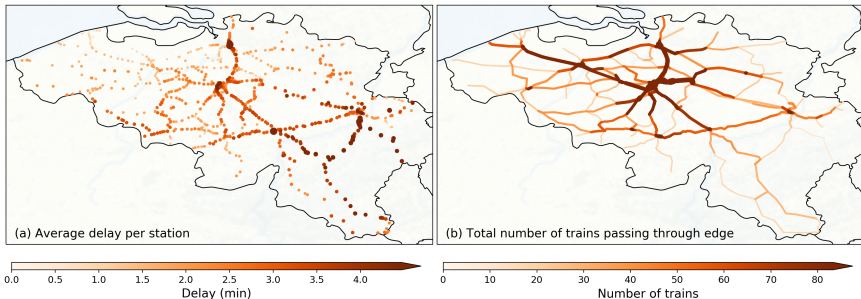 (a) Average delay per station
(b) Total number of trains passing through edge
0.0 0.5 1.0 1.5 2.0 2.5 3.0 3.5 4.0
Delay (min)
0 10 20 30 40 50 60 70 80
Number of trains